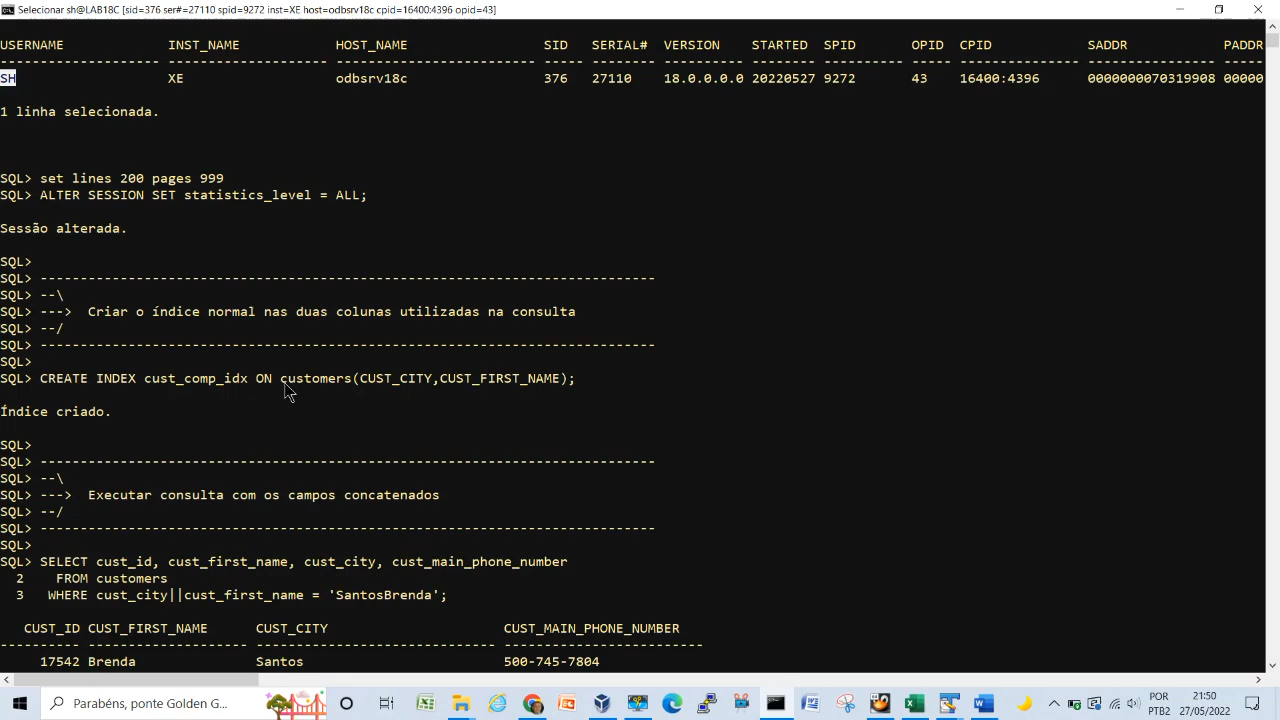 Selecionar sh@LAB18C [sid=376 ser#=27110 spid=9272 inst=XE host=odbsrv18c cpid=16400:4396 opid=43]
USERNAME INST_NAME HOST_NAME SID SERIAL# VERSION STARTED SPID OPID CPID SADDR PADDR
-------------------- --------------------- ------------------------- ----- -------- ---------- -------- ---------- ----- --------------- ---------------- -----
SH XE odbsrv18c 376 27110 18.0.0.0.0 20220527 9272 43 16400:4396 0000000070319908 00000
1 linha selecionada.
SQL> set lines 200 pages 999
SQL> ALTER SESSION SET statistics_level = ALL;
Sessão alterada.
SQL>
SQL> -----------------------------------------------------------------------------
SQL> --\
SQL> ---> Criar o índice normal nas duas colunas utilizadas na consulta
SQL> --/
SQL> -----------------------------------------------------------------------------
SQL>
SQL> CREATE INDEX cust_comp_idx ON customers(CUST_CITY,CUST_FIRST_NAME);
Índice criado.
SQL>
SQL> -----------------------------------------------------------------------------
SQL> --\
SQL> ---> Executar consulta com os campos concatenados
SQL> --/
SQL> -----------------------------------------------------------------------------
SQL>
SQL> SELECT cust_id, cust_first_name, cust_city, cust_main_phone_number
2 FROM customers
3 WHERE cust_city||cust_first_name = 'SantosBrenda';
CUST_ID CUST_FIRST_NAME CUST_CITY CUST_MAIN_PHONE_NUMBER
---------- -------------------- ------------------------------ -------------------------
17542 Brenda Santos 500-745-7804
Parabéns, ponte Golden G...
POR
PTB2
21:50
27/05/2022